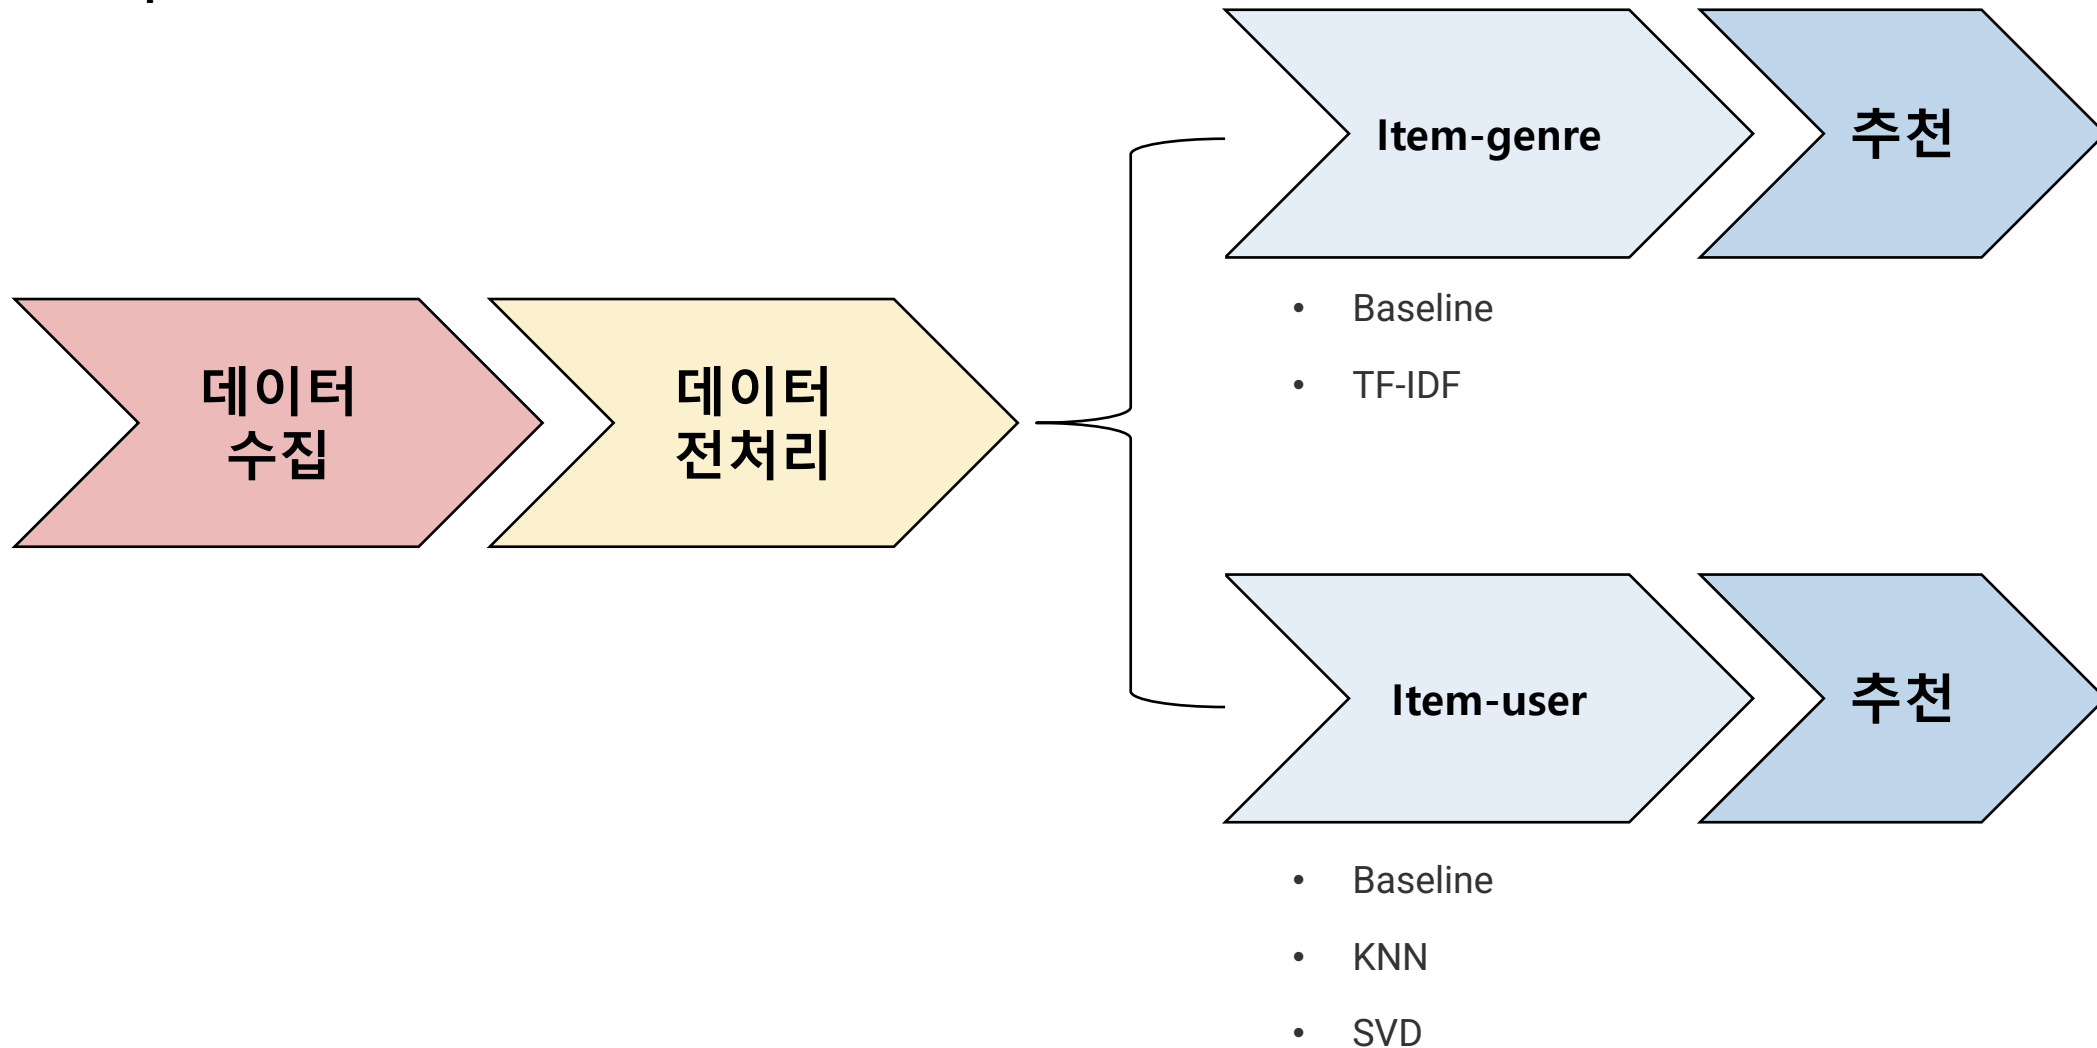 데이터
수집
데이터
전처리
Item-genre
추천
• Baseline
• TF-IDF
Item-user
추천
• Baseline
• KNN
• SVD